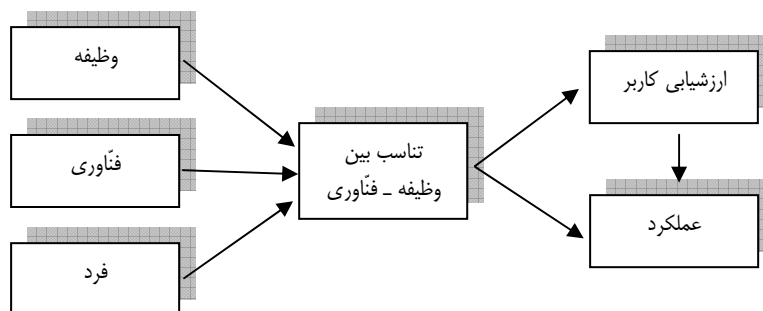 وظیفه
فنّاوری
فرد
تناسب بین
وظیفه ـ فنّاوری
ارزشیابی کاربر
عملکرد